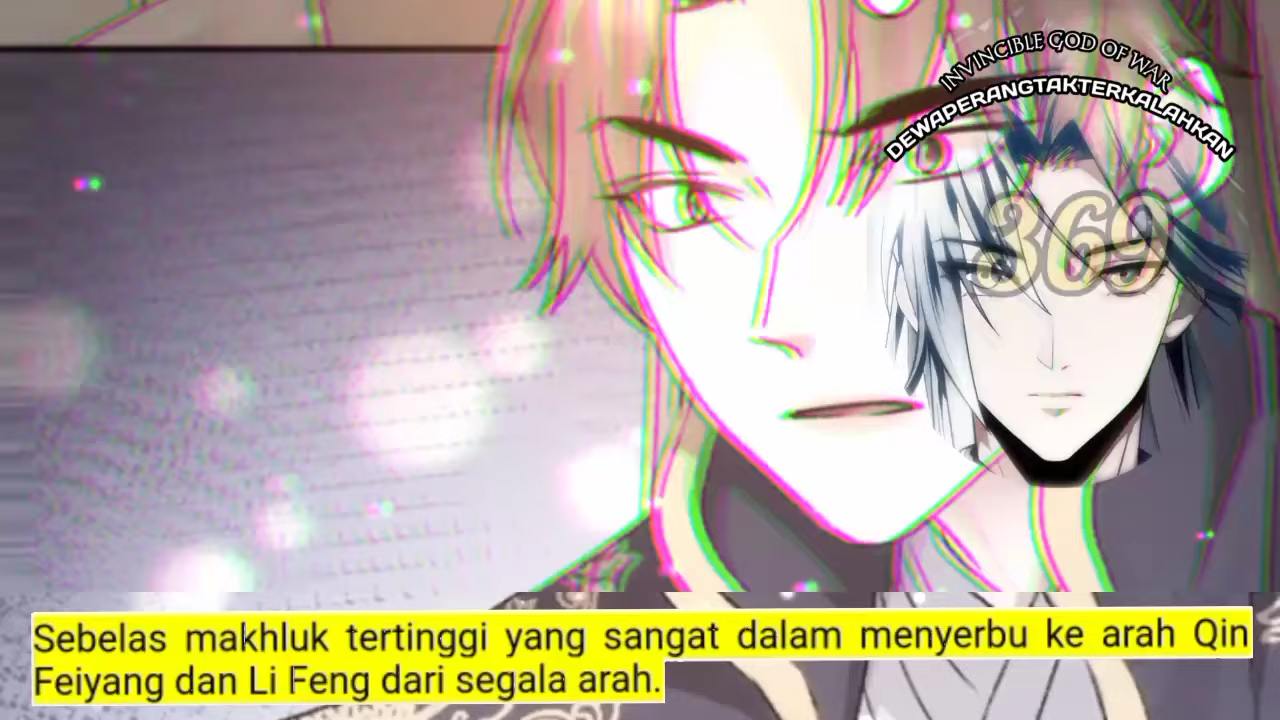 INVINCIBLE GOD OF WAR
DEWAPERANGTAKTERKALAHKAN
369
Sebelas makhluk tertinggi yang sangat dalam menyerbu ke arah Qin
Feiyang dan Li Feng dari segala arah.